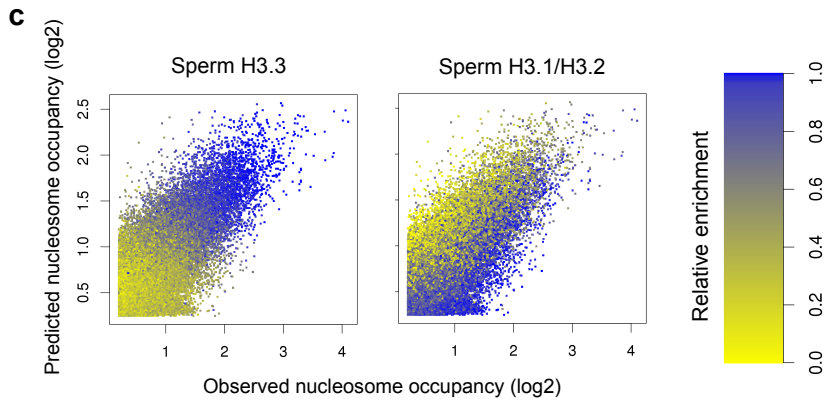 c
Sperm H3.3
Sperm H3.1/H3.2
Predicted nucleosome occupancy (log2)
2.5
2.0
1.5
1.0
0.5
1 2 3 4
1 2 3 4
Observed nucleosome occupancy (log2)
Relative enrichment
1.0
0.8
0.6
0.4
0.2
0.0